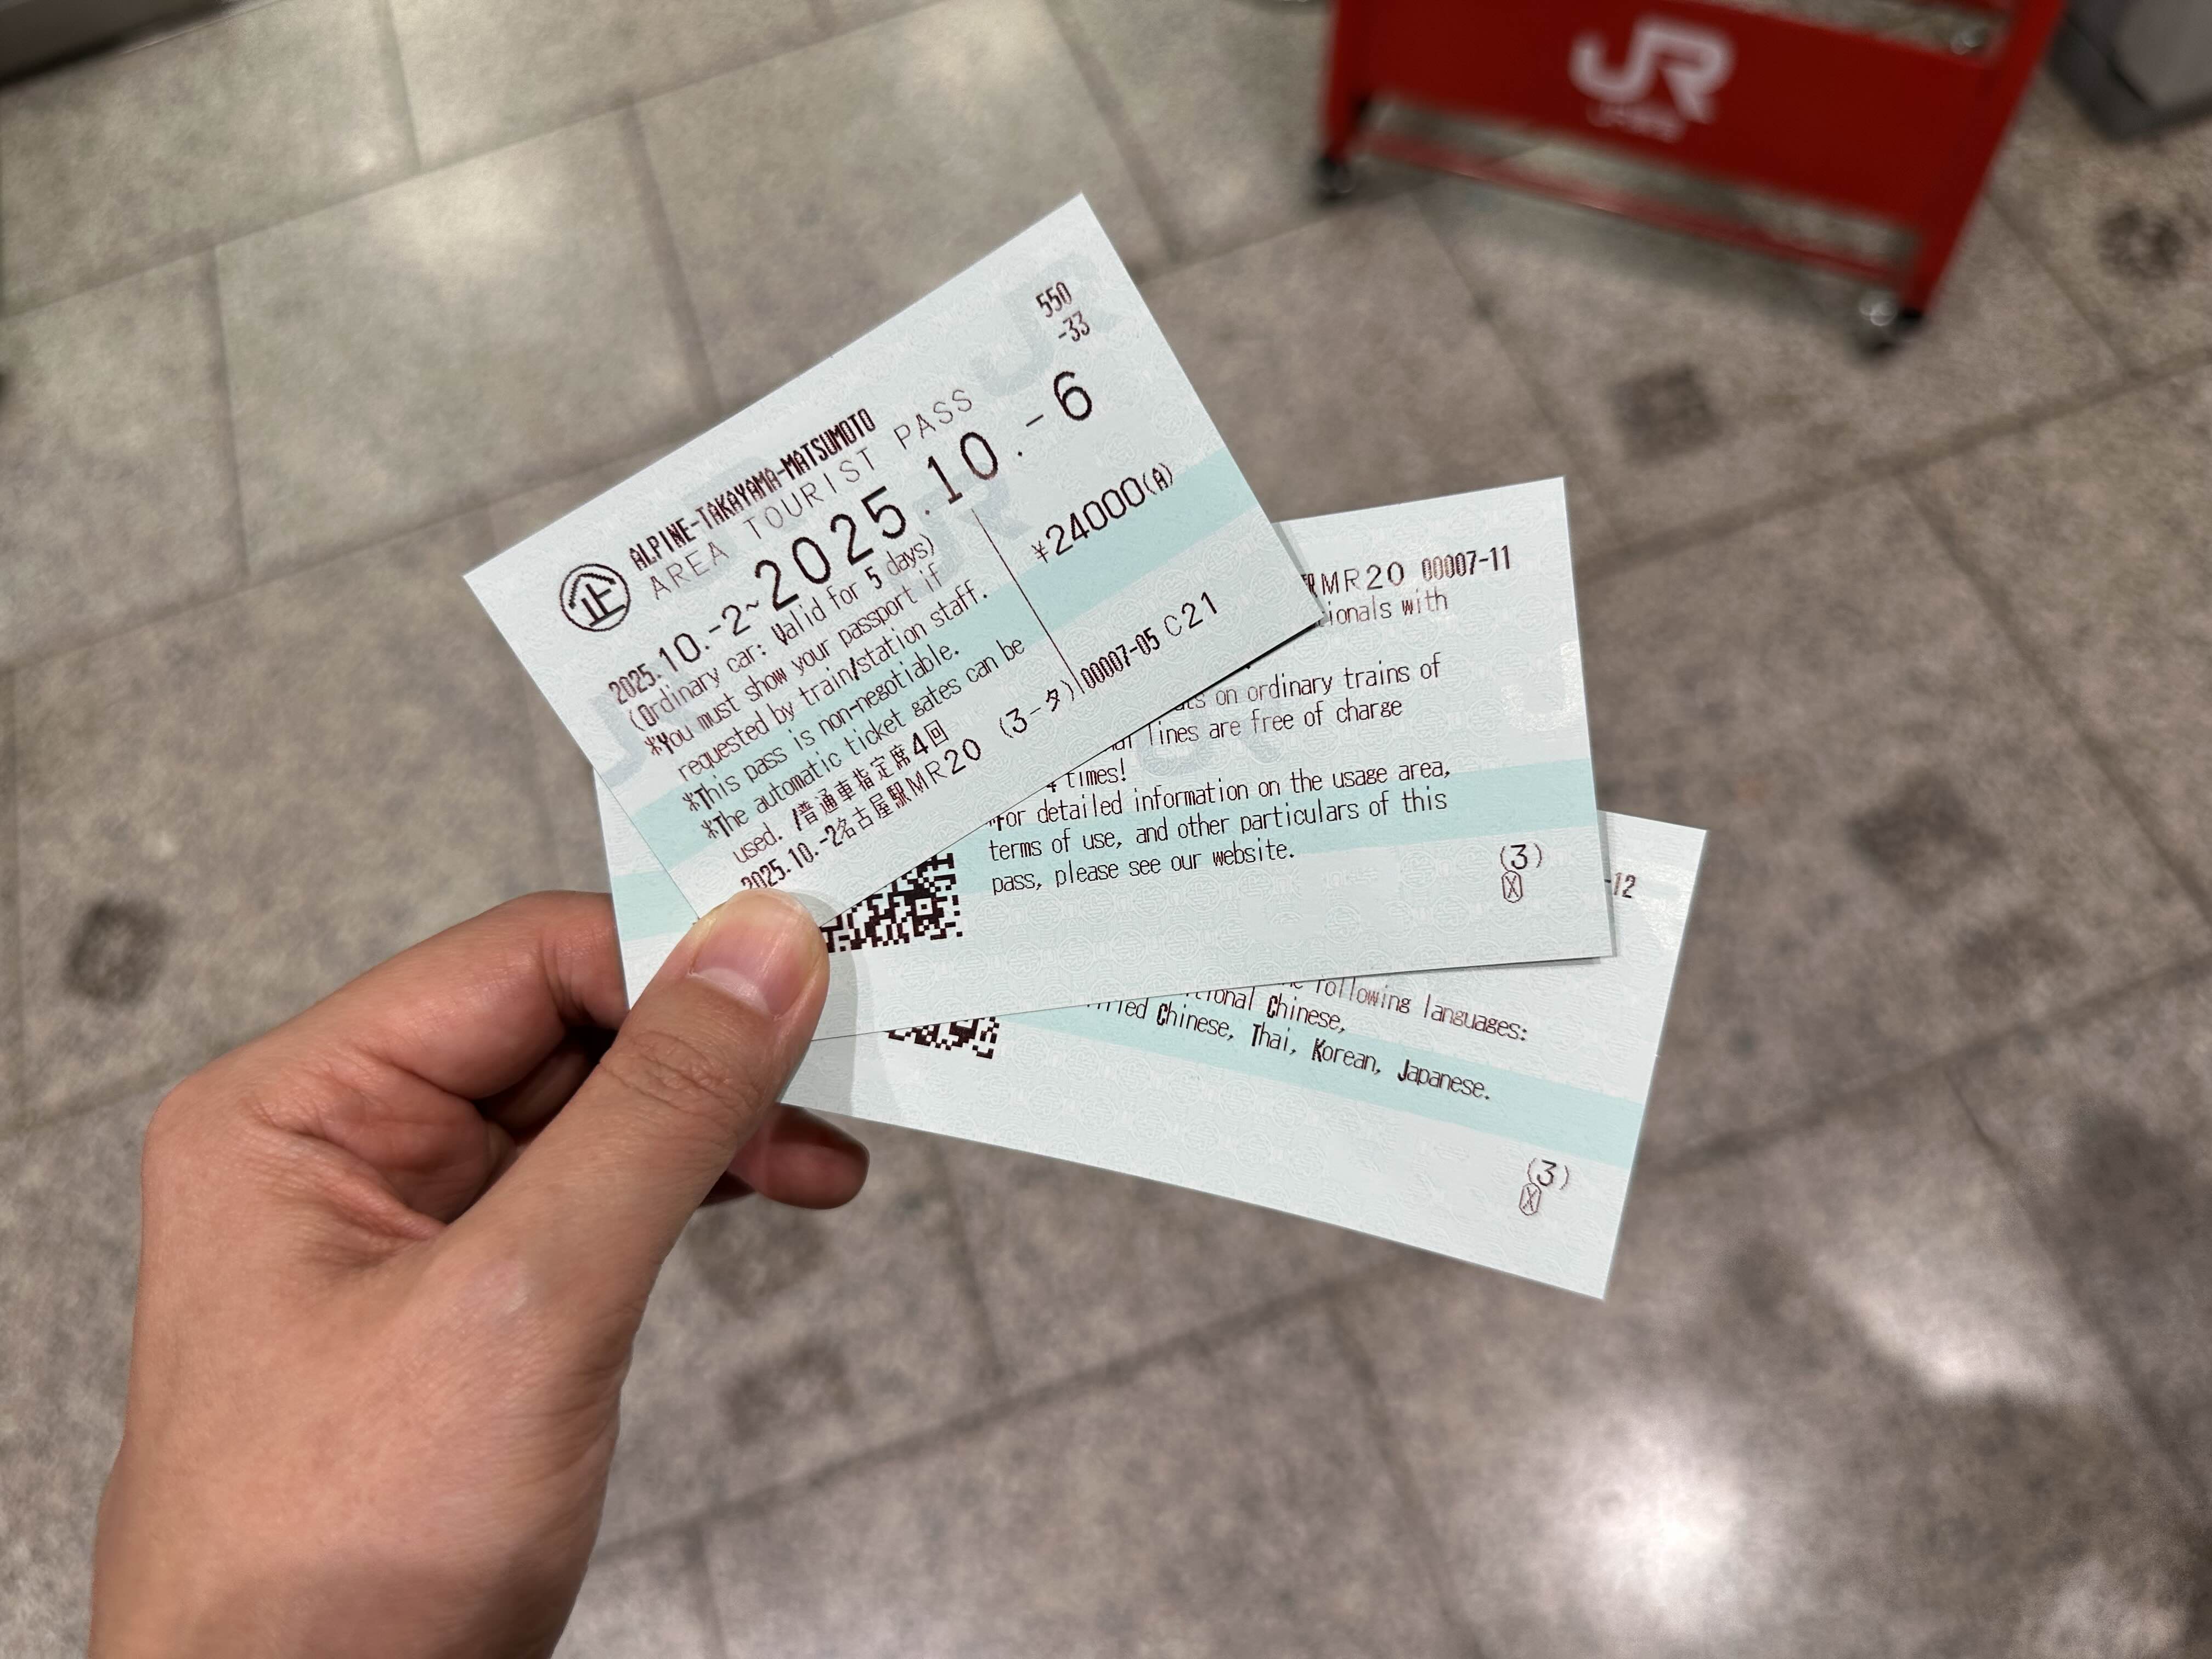 JR
550
-33
企
ALPINE-TAKAYAMA-MATSUMOTO
AREA TOURIST PASS
2025.10.-2~2025.10.-6
(Ordinary car: Valid for 5 days)
¥24000(A)
*You must show your passport if
requested by train/station staff.
*This pass is non-negotiable.
*The automatic ticket gates can be
used. /普通車指定席4回
2025.10.-2名古屋駅MR20 (3-タ) 00007-05 C21
MR20 00007-11
with
on ordinary trains of
lines are free of charge
4 times!
*For detailed information on the usage area,
terms of use, and other particulars of this
pass, please see our website.
(3)
-12
following languages:
Chinese,
Chinese, Thai, Korean, Japanese.
(3)